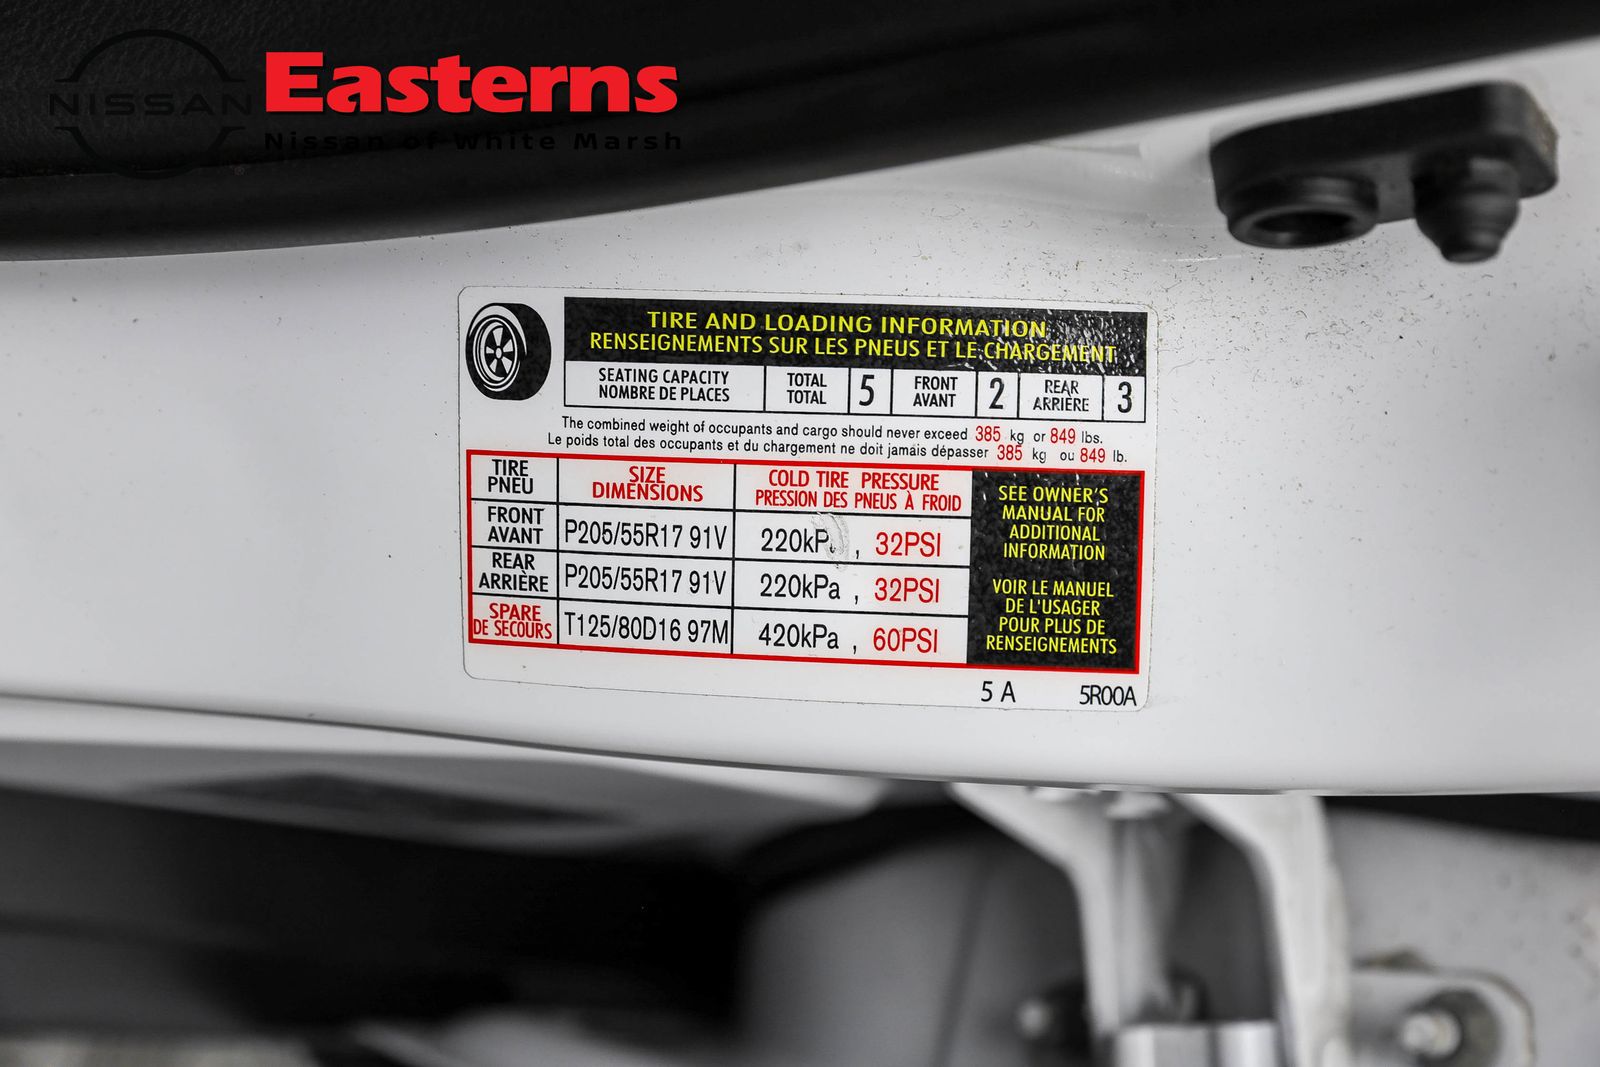 NISSAN
Easterns
Nissan of White Marsh
TIRE AND LOADING INFORMATION
RENSEIGNEMENTS SUR LES PNEUS ET LE CHARGEMENT
SEATING CAPACITY
NOMBRE DE PLACES
TOTAL
TOTAL
5
FRONT
AVANT
2
REAR
ARRIÈRE
3
The combined weight of occupants and cargo should never exceed 385 kg or 849 lbs.
Le poids total des occupants et du chargement ne doit jamais dépasser 385 kg ou 849 lb.
TIRE
PNEU
SIZE
DIMENSIONS
COLD TIRE PRESSURE
PRESSION DES PNEUS À FROID
FRONT
AVANT
P205/55R17 91V
220kPa , 32PSI
REAR
ARRIÈRE
P205/55R17 91V
220kPa , 32PSI
SPARE
DE SECOURS
T125/80D16 97M
420kPa , 60PSI
SEE OWNER'S
MANUAL FOR
ADDITIONAL
INFORMATION
VOIR LE MANUEL
DE L'USAGER
POUR PLUS DE
RENSEIGNEMENTS
5 A 5R00A